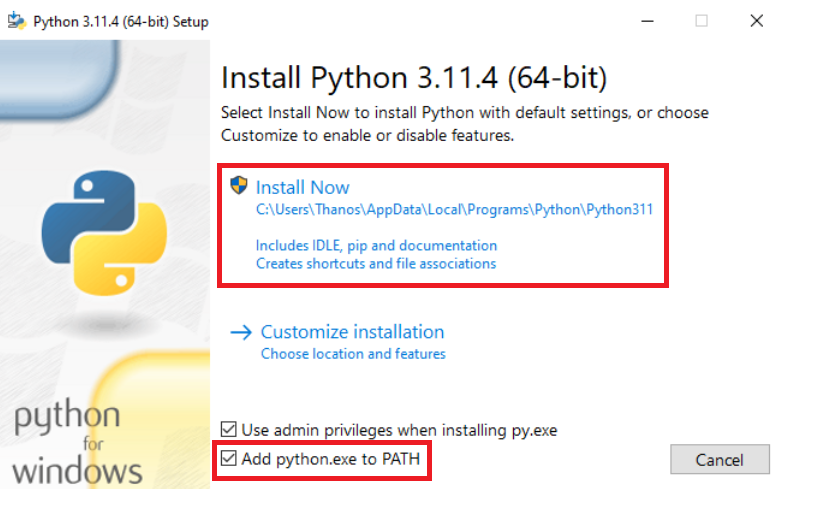 Python 3.11.4 (64-bit) Setup
Install Python 3.11.4 (64-bit)
Select Install Now to install Python with default settings, or choose
Customize to enable or disable features.
Install Now
C:\Users\Thanos\AppData\Local\Programs\Python\Python311
Includes IDLE, pip and documentation
Creates shortcuts and file associations
Customize installation
Choose location and features
python
for
windows
Use admin privileges when installing py.exe
Add python.exe to PATH
Cancel